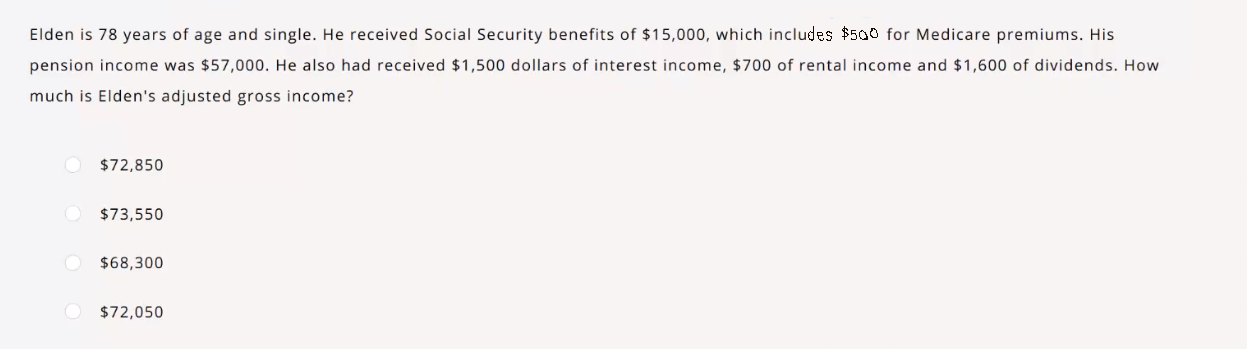 Elden is 78 years of age and single. He received Social Security benefits of $15,000, which includes $500 for Medicare premiums. His
pension income was $57,000. He also had received $1,500 dollars of interest income, $700 of rental income and $1,600 of dividends. How
much is Elden's adjusted gross income?
$72,850
$73,550
$68,300
$72,050